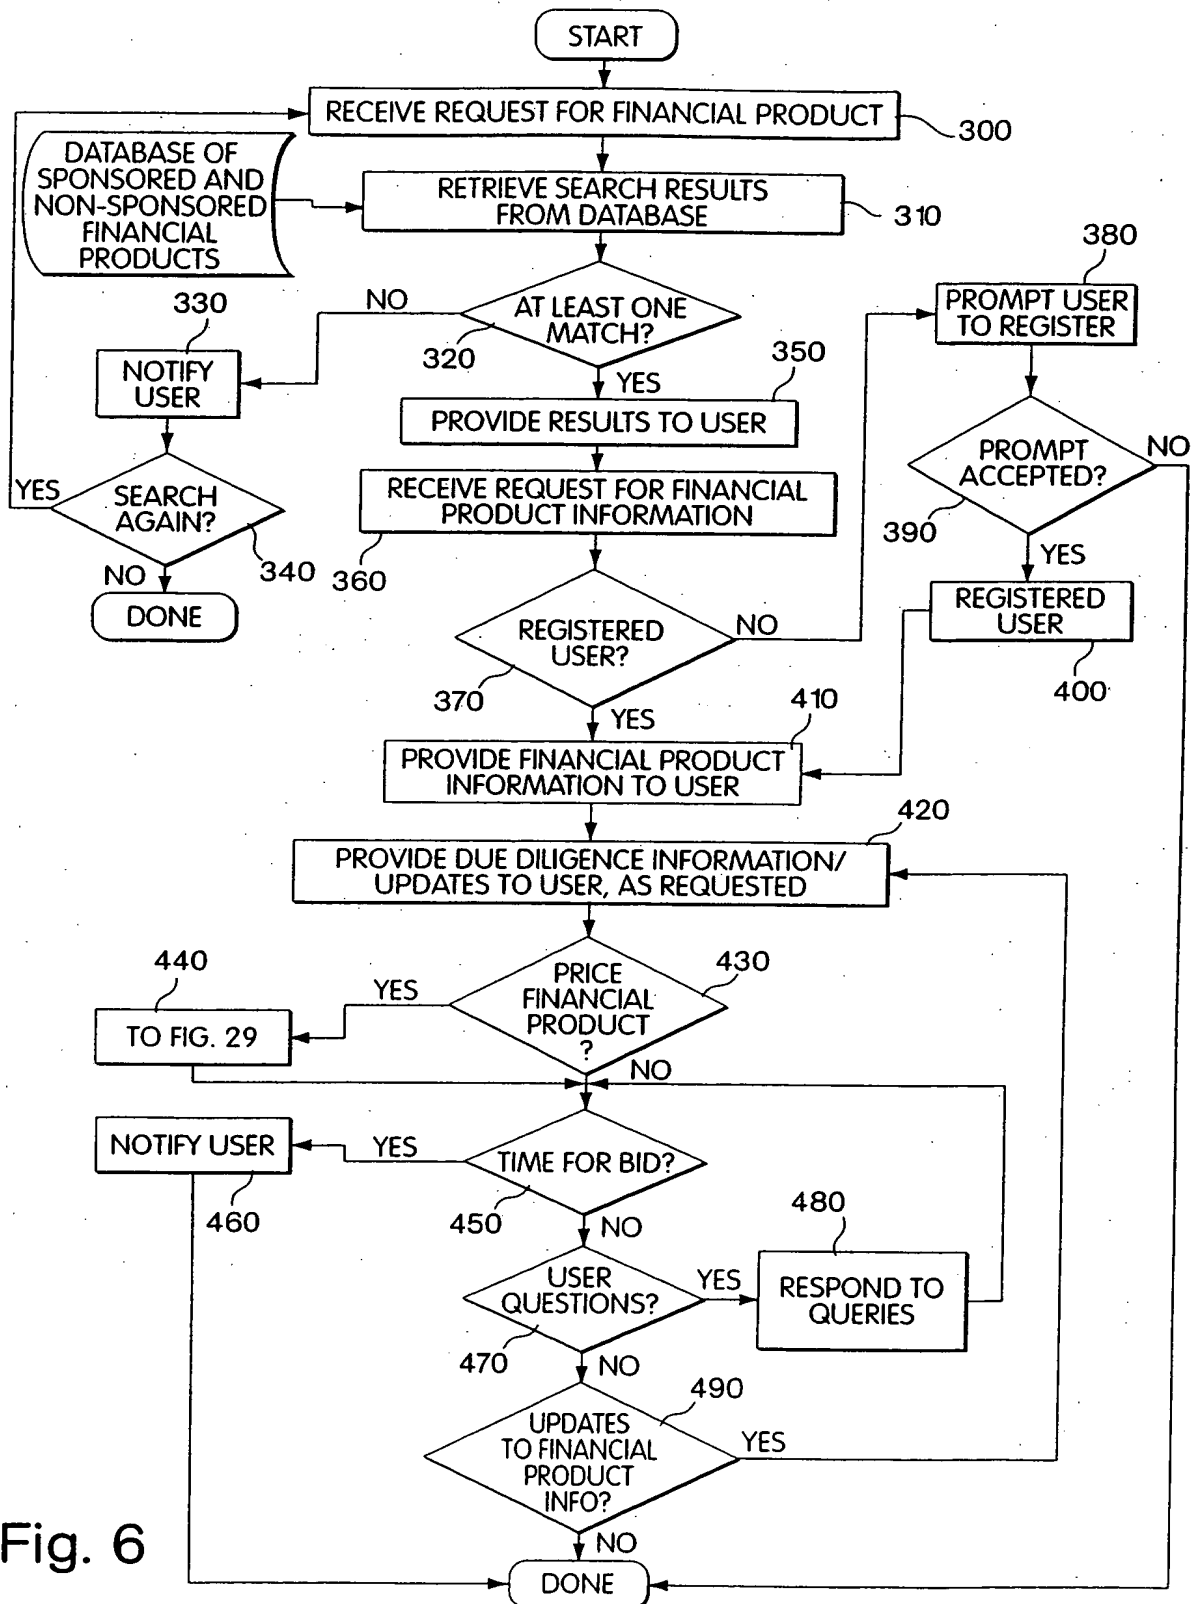 START
RECEIVE REQUEST FOR FINANCIAL PRODUCT
300
DATABASE OF
SPONSORED AND
NON-SPONSORED
FINANCIAL
PRODUCTS
RETRIEVE SEARCH RESULTS
FROM DATABASE
310
380
PROMPT USER
TO REGISTER
AT LEAST ONE
MATCH?
NO
320
330
NOTIFY
USER
YES
350
PROVIDE RESULTS TO USER
PROMPT
ACCEPTED?
NO
390
YES
RECEIVE REQUEST FOR FINANCIAL
PRODUCT INFORMATION
360
YES
SEARCH
AGAIN?
340
NO
DONE
REGISTERED
USER
400
REGISTERED
USER?
NO
370
YES
410
PROVIDE FINANCIAL PRODUCT
INFORMATION TO USER
420
PROVIDE DUE DILIGENCE INFORMATION/
UPDATES TO USER, AS REQUESTED
PRICE
FINANCIAL
PRODUCT
?
430
YES
440
TO FIG. 29
NO
TIME FOR BID?
YES
450
NOTIFY USER
460
NO
USER
QUESTIONS?
YES
470
480
RESPOND TO
QUERIES
NO
490
UPDATES
TO FINANCIAL
PRODUCT
INFO?
YES
NO
DONE
Fig. 6